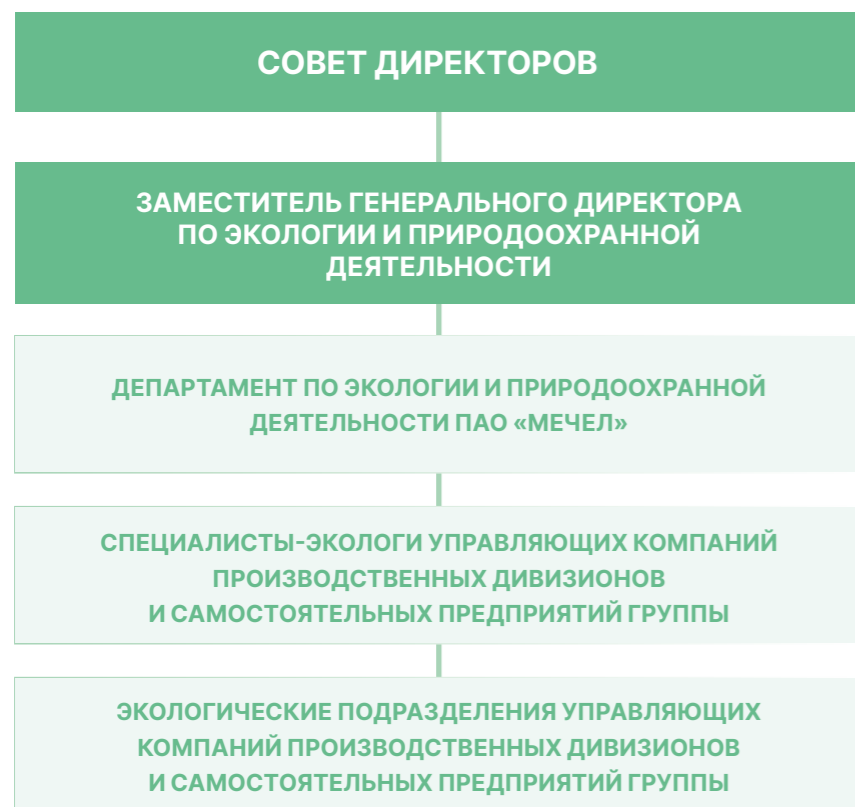 СОВЕТ ДИРЕКТОРОВ
ЗАМЕСТИТЕЛЬ ГЕНЕРАЛЬНОГО ДИРЕКТОРА
ПО ЭКОЛОГИИ И ПРИРОДООХРАННОЙ
ДЕЯТЕЛЬНОСТИ
ДЕПАРТАМЕНТ ПО ЭКОЛОГИИ И ПРИРОДООХРАННОЙ
ДЕЯТЕЛЬНОСТИ ПАО «МЕЧЕЛ»
СПЕЦИАЛИСТЫ-ЭКОЛОГИ УПРАВЛЯЮЩИХ КОМПАНИЙ
ПРОИЗВОДСТВЕННЫХ ДИВИЗИОНОВ
И САМОСТОЯТЕЛЬНЫХ ПРЕДПРИЯТИЙ ГРУППЫ
ЭКОЛОГИЧЕСКИЕ ПОДРАЗДЕЛЕНИЯ УПРАВЛЯЮЩИХ
КОМПАНИЙ ПРОИЗВОДСТВЕННЫХ ДИВИЗИОНОВ
И САМОСТОЯТЕЛЬНЫХ ПРЕДПРИЯТИЙ ГРУППЫ